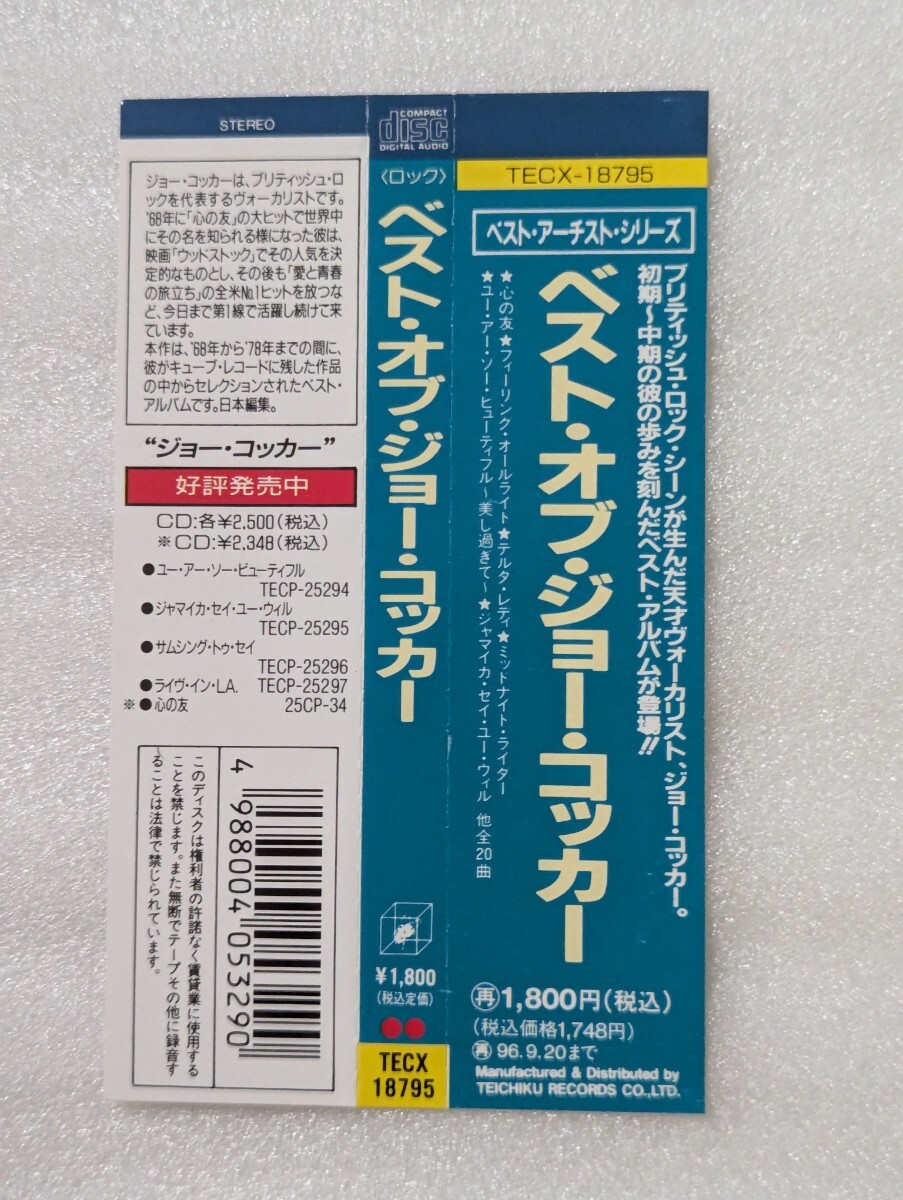 STEREO
ジョー・コッカーは、ブリティッシュ・ロ
ックを代表するヴォーカリストです。
'68年に「心の友」の大ヒットで世界中
にその名を知られる様になった彼は、
映画「ウッドストック」でその人気を決
定的なものとし、その後も「愛と青春
の旅立ち」の全米No.1ヒットを放つな
ど、今日まで第1線で活躍し続けて来
ています。
本作は、'68年から'78年までの間に、
彼がキューブ・レコードに残した作品
の中からセレクションされたベスト・
アルバムです。日本編集。
“ジョー・コッカー”
好評発売中
CD:各¥2,500(税込)
※CD:¥2,348(税込)
●ユー・アー・ソー・ビューティフル
TECP-25294
●ジャマイカ・セイ・ユー・ウィル
TECP-25295
●サムシング・トゥ・セイ
TECP-25296
●ライヴ・イン・L.A. TECP-25297
※●心の友 25CP-34
このディスクは権利者の許諾なく賃貸業に使用する
ことを禁じます。また無断でテープその他に録音す
ることは法律で禁じられています。
4 988004 053290
COMPACT
disc
DIGITAL AUDIO
〈ロック〉
ベスト・オブ・ジョー・コッカー
¥1,800
(税込定価)
TECX
18795
TECX-18795
ベスト・アーチスト・シリーズ
ブリティッシュ・ロック・シーンが生んだ天才ヴォーカリスト、ジョー・コッカー。
初期〜中期の彼の歩みを刻んだベスト・アルバムが登場!!
ベスト・オブ・ジョー・コッカー
★心の友★フィーリング・オールライト★デルタ・レディ★ミッドナイト・ライダー
★ユー・アー・ソー・ビューティフル〜美し過ぎて〜★ジャマイカ・セイ・ユー・ウィル 他全20曲
再1,800円(税込)
(税込価格1,748円)
再96.9.20まで
Manufactured & Distributed by
TEICHIKU RECORDS CO.,LTD.